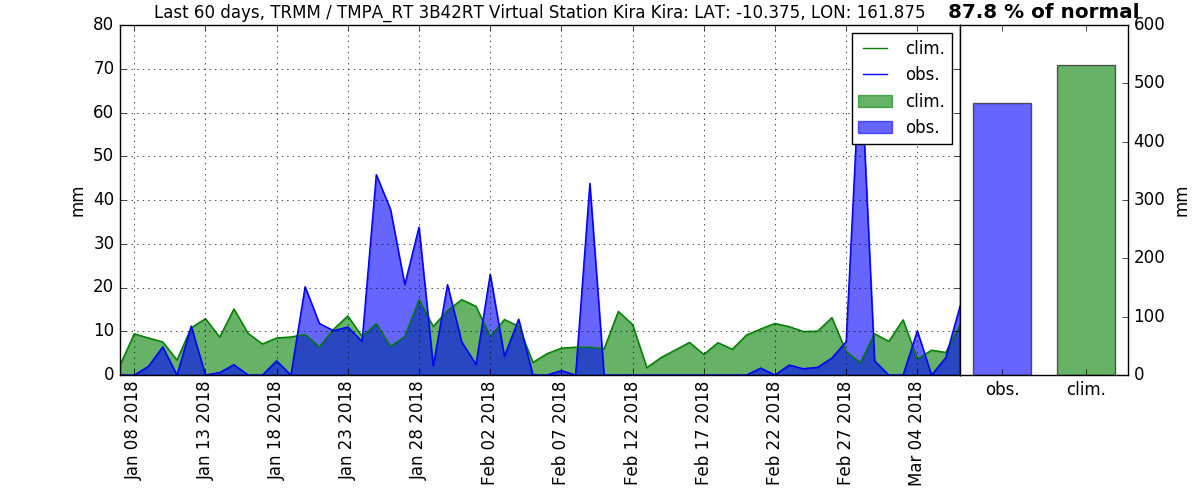 Last 60 days, TRMM / TMPA_RT 3B42RT Virtual Station Kira Kira: LAT: -10.375, LON: 161.875
87.8 % of normal
80
70
60
50
40
30
20
10
0
mm
clim.
obs.
clim.
obs.
600
500
400
300
200
100
0
mm
obs.
clim.
Jan 08 2018
Jan 13 2018
Jan 18 2018
Jan 23 2018
Jan 28 2018
Feb 02 2018
Feb 07 2018
Feb 12 2018
Feb 17 2018
Feb 22 2018
Feb 27 2018
Mar 04 2018